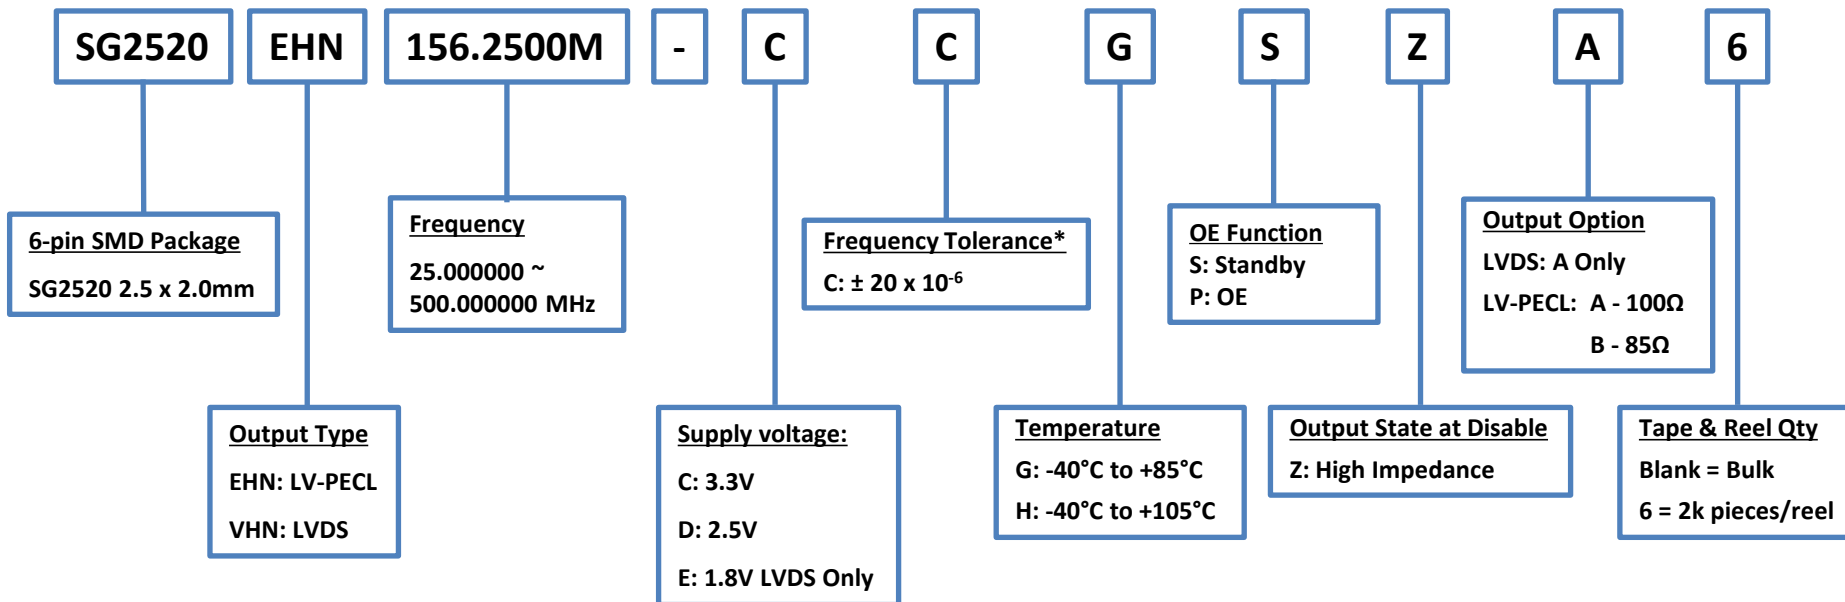 SG2520 EHN 156.2500M - C C G S Z A 6
6-pin SMD Package
SG2520 2.5 x 2.0mm
Output Type
EHN: LV-PECL
VHN: LVDS
Frequency
25.000000 ~
500.000000 MHz
Supply voltage:
C: 3.3V
D: 2.5V
E: 1.8V LVDS Only
Frequency Tolerance*
C: ± 20 x 10⁻⁶
Temperature
G: -40°C to +85°C
H: -40°C to +105°C
OE Function
S: Standby
P: OE
Output State at Disable
Z: High Impedance
Output Option
LVDS: A Only
LV-PECL: A - 100Ω
B - 85Ω
Tape & Reel Qty
Blank = Bulk
6 = 2k pieces/reel